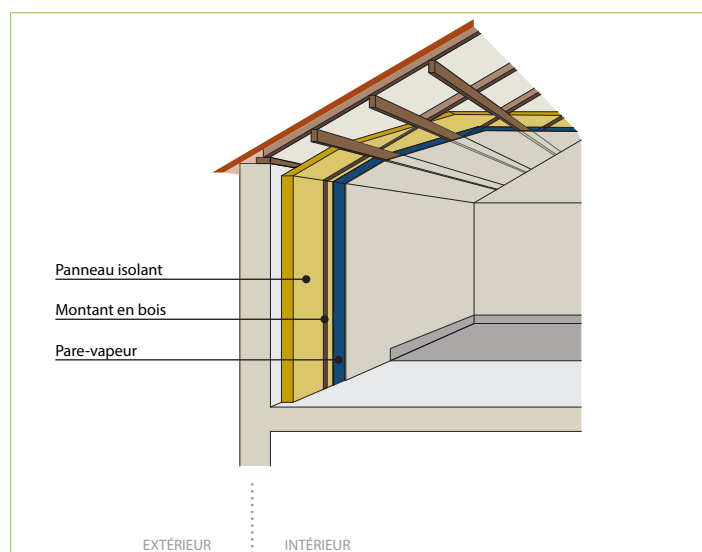 Panneau isolant
Montant en bois
Pare-vapeur
EXTÉRIEUR
INTÉRIEUR